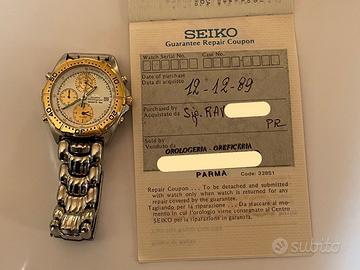 SEIKO
Guarantee Repair Coupon
Watch Serial No. Case No.
Date of purchase
Data di acquisto
12-12-89
Purchased by
Acquistato da
Sig. RAV
PR
Sold by
Venduto da
OROLOGERIA - OREFICERIA
PARMA Code: 32851
Repair Coupon ... To be detached and submitted
with watch only when watch is returned for any
repair covered by the guarantee.
Tagliando per la riparazione ... Da staccare al mo-
mento in cui l'orologio viene consegnato al Centro
SEIKO per la riparazione in garanzia.
subito